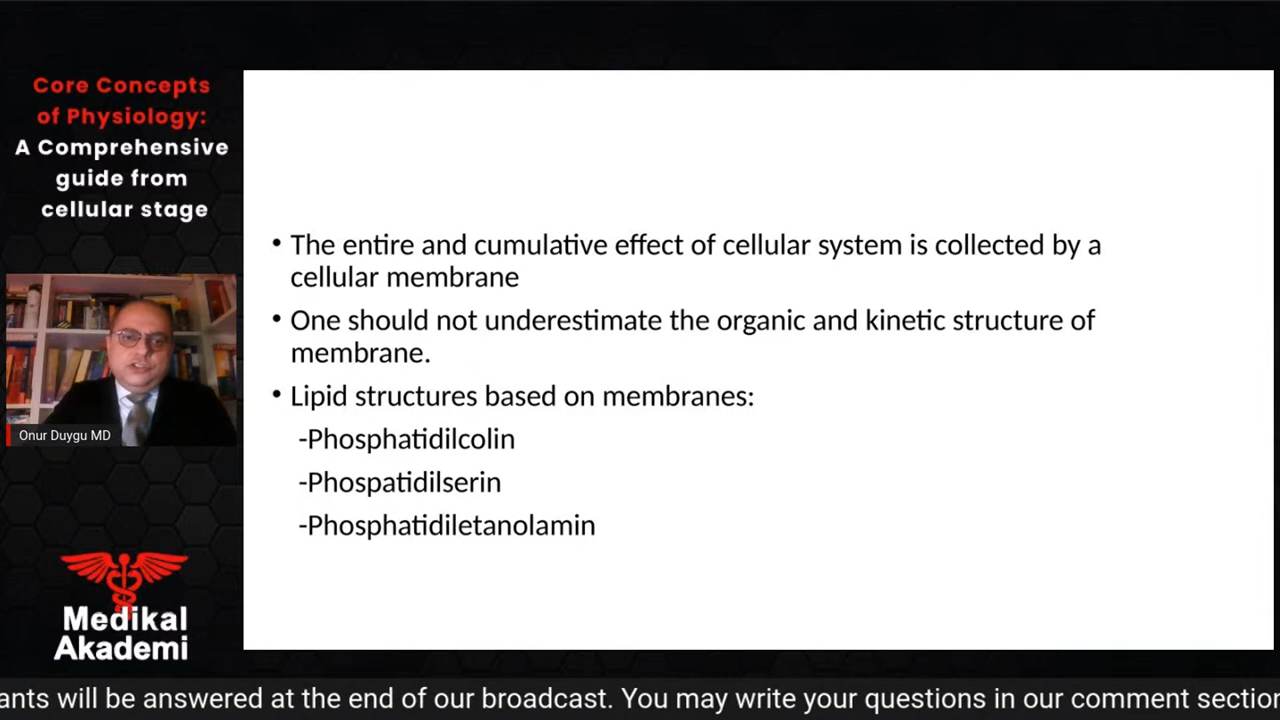 Core Concepts
of Physiology:
A Comprehensive
guide from
cellular stage
Onur Duygu MD
Medikal
Akademi
• The entire and cumulative effect of cellular system is collected by a
cellular membrane
• One should not underestimate the organic and kinetic structure of
membrane.
• Lipid structures based on membranes:
-Phosphatidilcolin
-Phospatidilserin
-Phosphatidiletanolamin
ants will be answered at the end of our broadcast. You may write your questions in our comment section